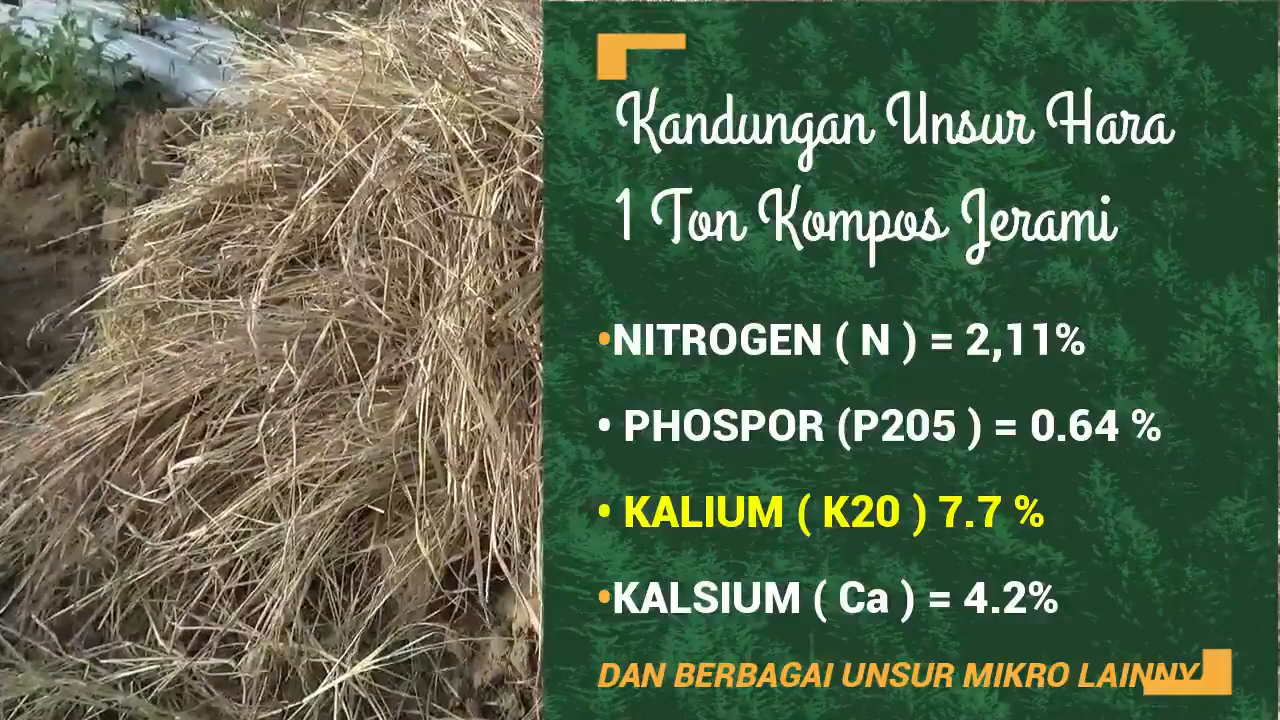 Kandungan Unsur Hara
1 Ton Kompos Jerami
•NITROGEN ( N ) = 2,11%
• PHOSPOR (P205 ) = 0.64 %
• KALIUM ( K20 ) 7.7 %
•KALSIUM ( Ca ) = 4.2%
DAN BERBAGAI UNSUR MIKRO LAINNY